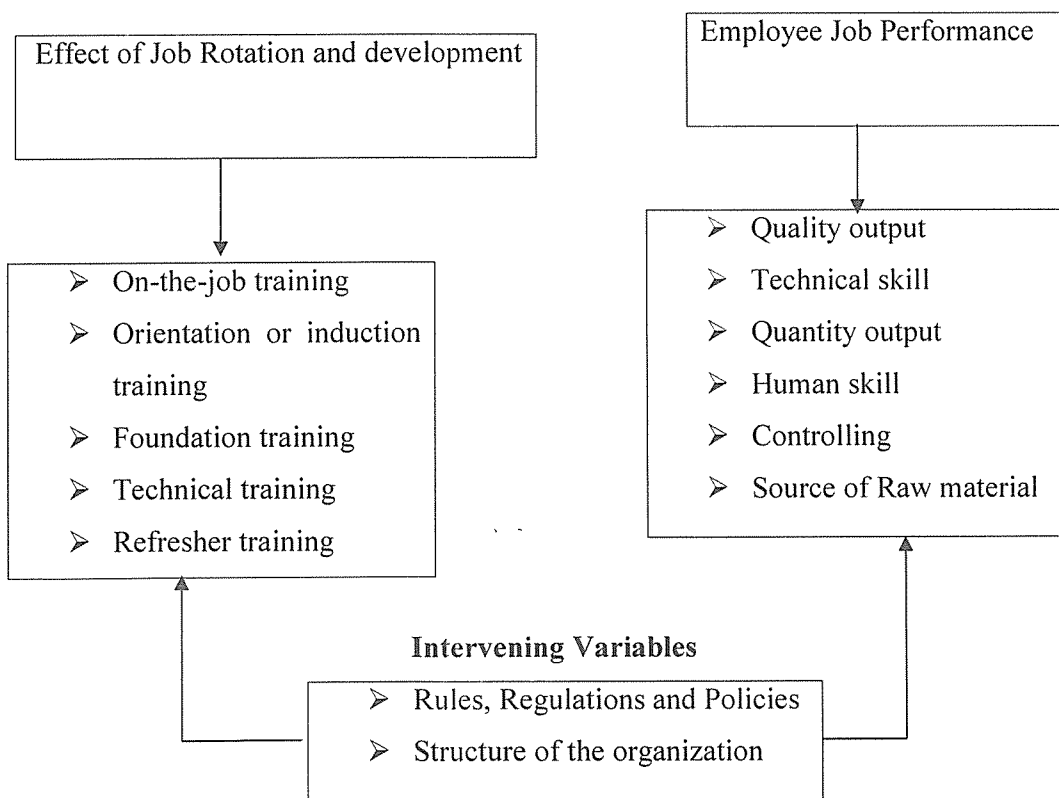 Effect of Job Rotation and development
Employee Job Performance
➢ On-the-job training
➢ Orientation or induction
training
➢ Foundation training
➢ Technical training
➢ Refresher training
➢ Quality output
➢ Technical skill
➢ Quantity output
➢ Human skill
➢ Controlling
➢ Source of Raw material
Intervening Variables
➢ Rules, Regulations and Policies
➢ Structure of the organization